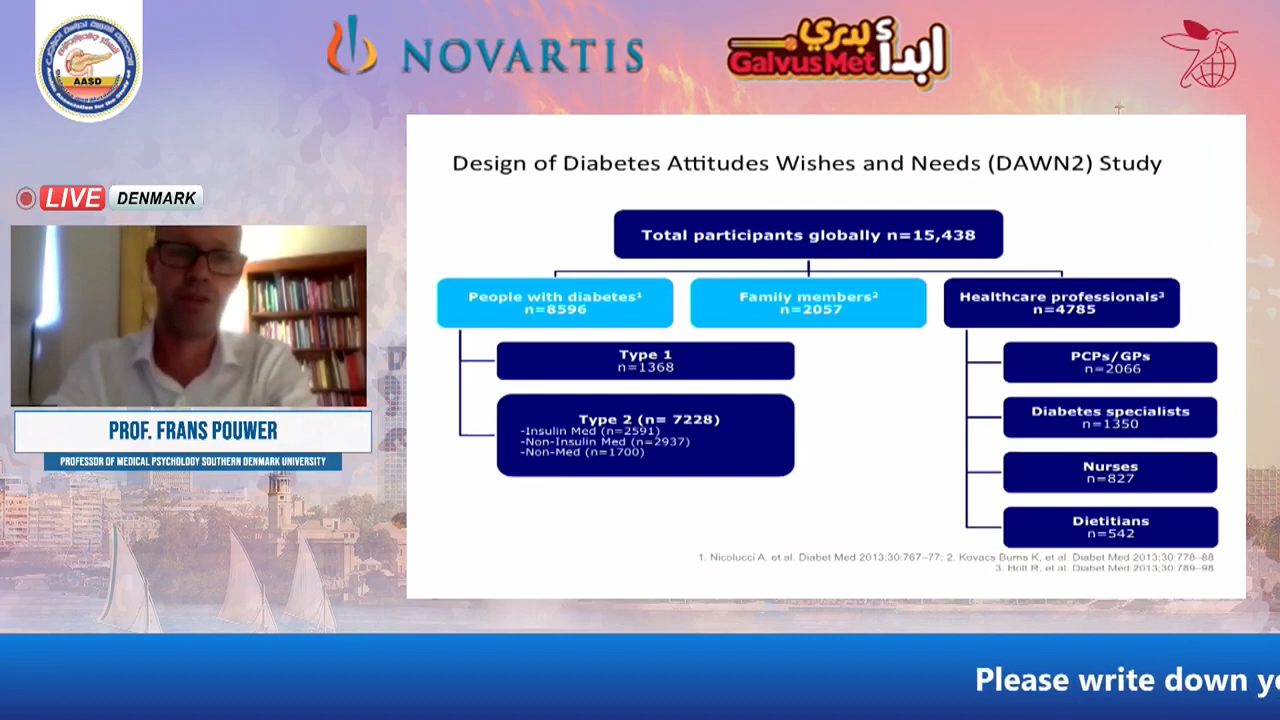 AASD
NOVARTIS
ابدأ بدري
GalvusMet
LIVE
DENMARK
PROF. FRANS POUWER
PROFESSOR OF MEDICAL PSYCHOLOGY SOUTHERN DENMARK UNIVERSITY
Design of Diabetes Attitudes Wishes and Needs (DAWN2) Study
Total participants globally n=15,438
People with diabetes¹
n=8596
Family members²
n=2057
Healthcare professionals³
n=4785
Type 1
n=1368
Type 2 (n= 7228)
-Insulin Med (n=2591)
-Non-Insulin Med (n=2937)
-Non-Med (n=1700)
PCPs/GPs
n=2066
Diabetes specialists
n=1350
Nurses
n=827
Dietitians
n=542
1. Nicolucci A. et al. Diabet Med 2013;30:767–77; 2. Kovacs Burns K, et al. Diabet Med 2013;30:778–88
3. Holt R, et al. Diabet Med 2013;30:789–98
Please write down